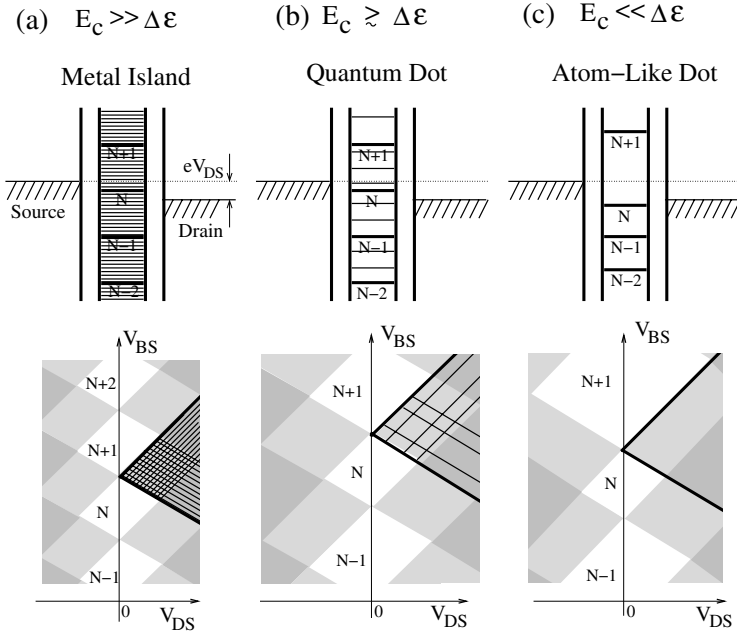 (a) E_c >> Δε
Metal Island
N+1
N
N−1
N−2
eV_DS
Source
Drain
V_BS
N+2
N+1
N
N−1
0
V_DS
(b) E_c ≳ Δε
Quantum Dot
N+1
N
N−1
N−2
V_BS
N+1
N
N−1
0
V_DS
(c) E_c << Δε
Atom−Like Dot
N+1
N
N−1
N−2
V_BS
N+1
N
N−1
0
V_DS